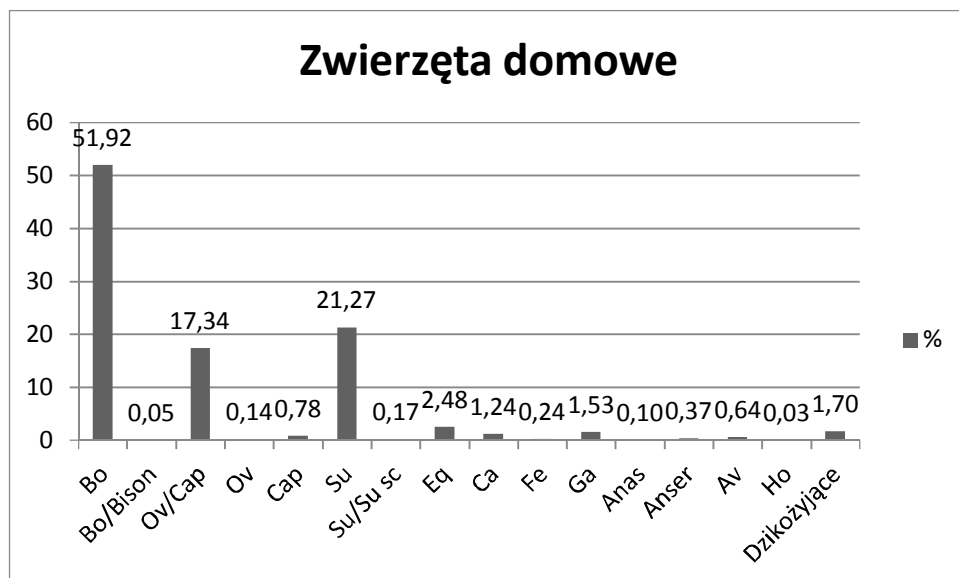 Zwierzęta domowe
60
50
40
30
20
10
0
51,92
0,05
17,34
0,14
0,78
21,27
0,17
2,48
1,24
0,24
1,53
0,10
0,37
0,64
0,03
1,70
%
Bo
Bo/Bison
Ov/Cap
Ov
Cap
Su
Su/Su sc
Eq
Ca
Fe
Ga
Anas
Anser
Av
Ho
Dzikożyjące